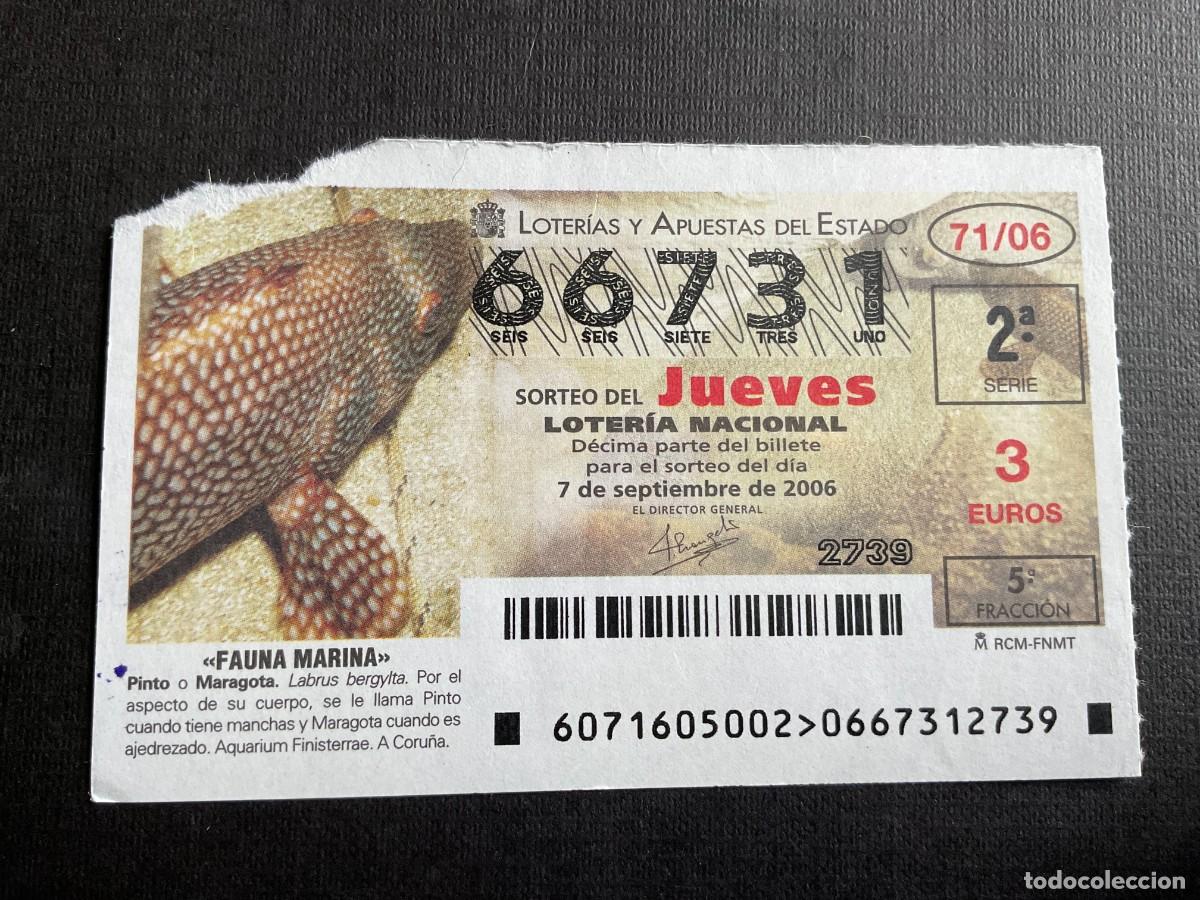 LOTERÍAS Y APUESTAS DEL ESTADO
71/06
66731
SEIS SEIS SIETE TRES UNO
2ª
SERIE
SORTEO DEL Jueves
LOTERÍA NACIONAL
Décima parte del billete
para el sorteo del día
7 de septiembre de 2006
EL DIRECTOR GENERAL
3
EUROS
2739
5ª
FRACCIÓN
RCM-FNMT
«FAUNA MARINA»
Pinto o Maragota. Labrus bergylta. Por el
aspecto de su cuerpo, se le llama Pinto
cuando tiene manchas y Maragota cuando es
ajedrezado. Aquarium Finisterrae. A Coruña.
6071605002>0667312739
todocoleccion